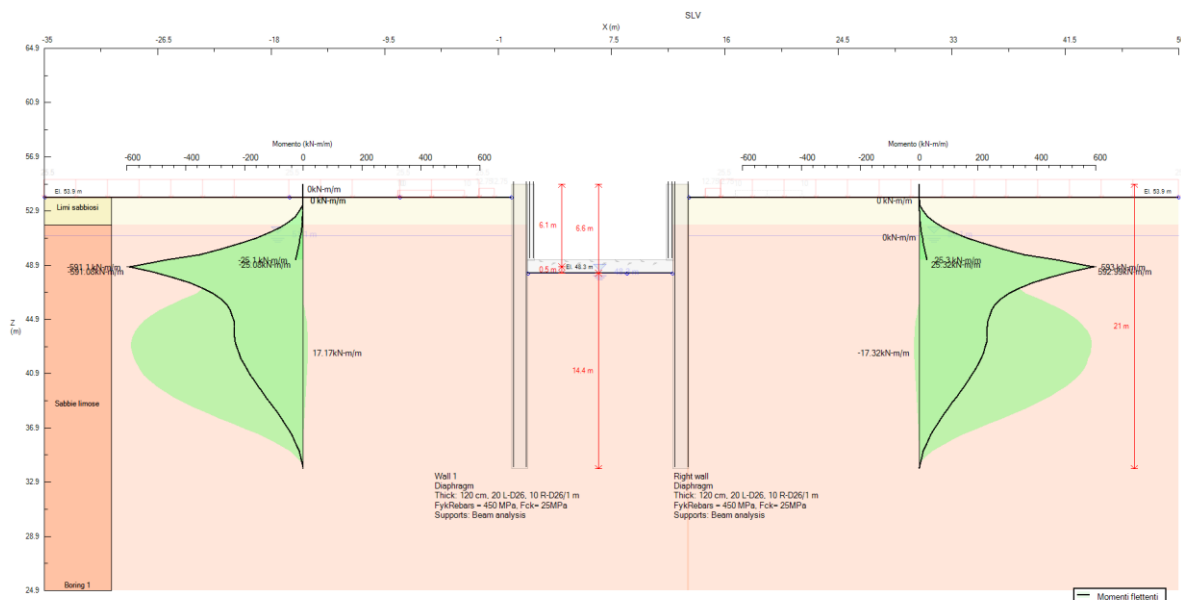 SLV
X (m)
-35 -26.5 -18 -9.5 -1 7.5 16 24.5 33 41.5 5
64.9
60.9
56.9
52.9
48.9
44.9
40.9
36.9
32.9
28.9
24.9
Z
(m)
Momento (kN-m/m)
-600 -400 -200 0 200 400 600
Momento (kN-m/m)
-600 -400 -200 0 200 400 600
El. 53.9 m
El. 53.9 m
Limi sabbiosi
Sabbie limose
Boring 1
0kN-m/m
0 kN-m/m
-25.1 kN-m/m
-25.08kN-m/m
-591.1kN-m/m
-591.08kN-m/m
17.17kN-m/m
6.1 m
6.6 m
0.5 m
El. 48.3 m
14.4 m
0 kN-m/m
0kN-m/m
25.3 kN-m/m
25.32 kN-m/m
593 kN-m/m
592.99kN-m/m
-17.32kN-m/m
21 m
Wall 1
Diaphragm
Thick: 120 cm, 20 L-D26, 10 R-D26/1 m
FykRebars = 450 MPa, Fck= 25MPa
Supports: Beam analysis
Right wall
Diaphragm
Thick: 120 cm, 20 L-D26, 10 R-D26/1 m
FykRebars = 450 MPa, Fck= 25MPa
Supports: Beam analysis
Momenti flettenti